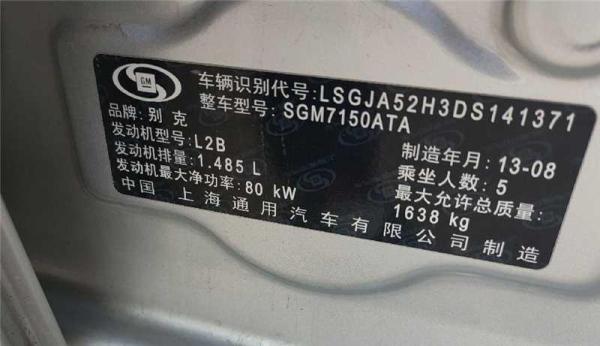 GM
车辆识别代号:LSGJA52H3DS141371
品牌:别克
整车型号:SGM7150ATA
发动机型号:L2B
制造年月:13-08
发动机排量:1.485 L
乘坐人数:5
发动机最大净功率:80 kW
最大允许总质量:
1638 kg
中国 上海通用汽车有限公司制造